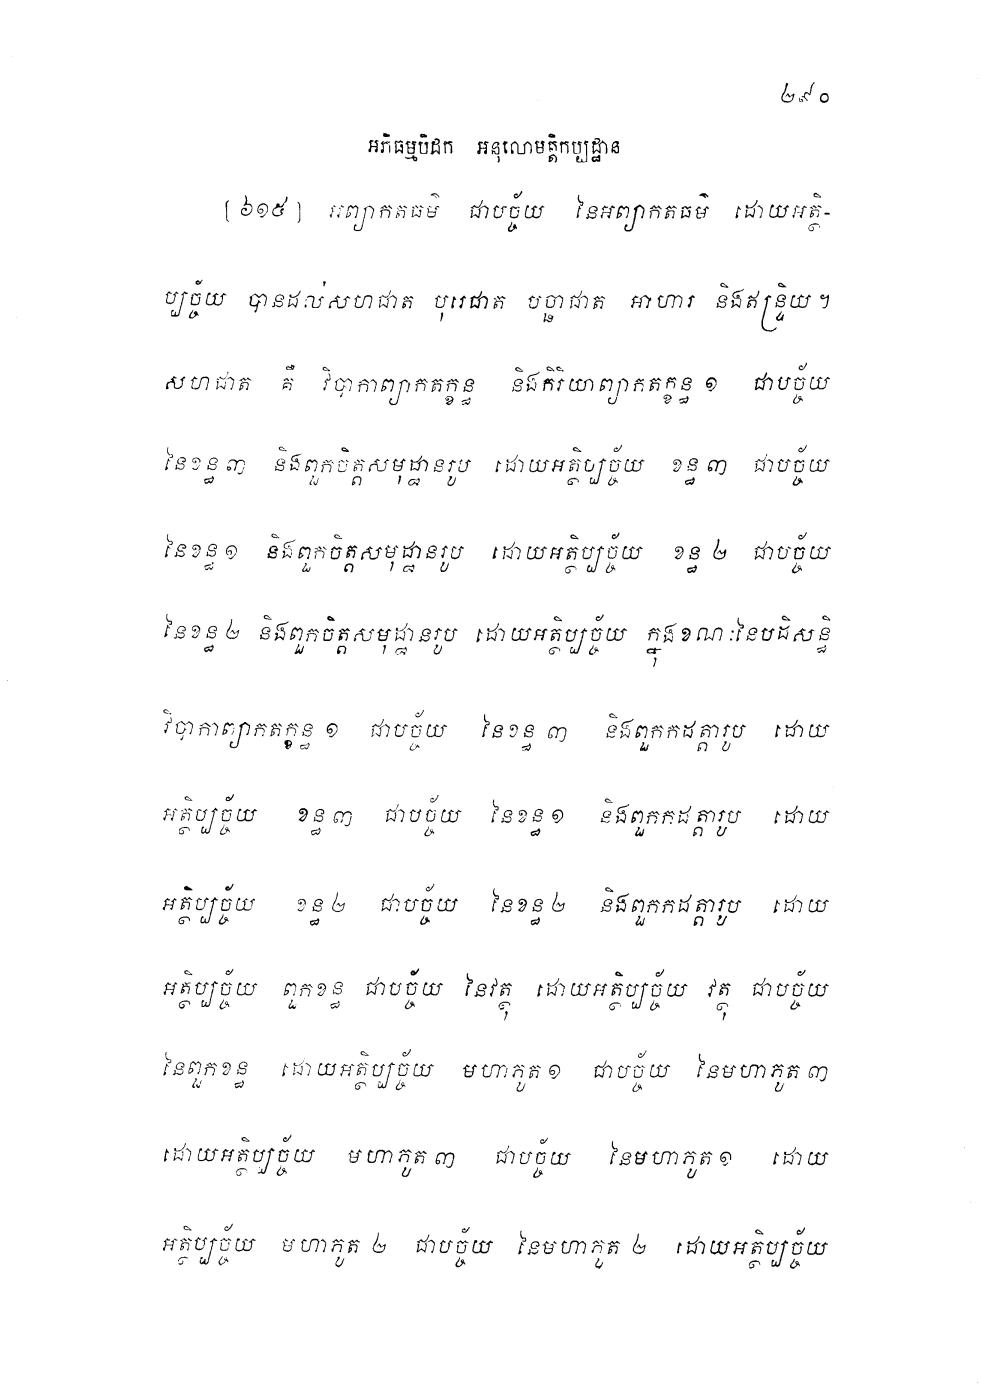 ២៩០
អភិធម្មបិដក អនុលោមត្តិកប្បដ្ឋាន
[៦១៥] អព្យាកតធម៌ ជាបច្ច័យ នៃអព្យាកតធម៌ ដោយអត្ថិ-
ប្បច្ច័យ បានដល់សហជាត បុរេជាត បច្ឆាជាត អាហារ និងឥន្ទ្រិយ ។
សហជាត គឺ វិបាកាព្យាកតក្ខន្ធ និងកិរិយាព្យាកតក្ខន្ធ ១ ជាបច្ច័យ
នៃខន្ធ ៣ និងពួកចិត្តសមុដ្ឋានរូប ដោយអត្ថិប្បច្ច័យ ខន្ធ ៣ ជាបច្ច័យ
នៃខន្ធ ១ និងពួកចិត្តសមុដ្ឋានរូប ដោយអត្ថិប្បច្ច័យ ខន្ធ ២ ជាបច្ច័យ
នៃខន្ធ ២ និងពួកចិត្តសមុដ្ឋានរូប ដោយអត្ថិប្បច្ច័យ ក្នុងខណៈនៃបដិសន្ធិ
វិបាកាព្យាកតក្ខន្ធ ១ ជាបច្ច័យ នៃខន្ធ ៣ និងពួកកដត្តារូប ដោយ
អត្ថិប្បច្ច័យ ខន្ធ ៣ ជាបច្ច័យ នៃខន្ធ ១ និងពួកកដត្តារូប ដោយ
អត្ថិប្បច្ច័យ ខន្ធ ២ ជាបច្ច័យ នៃខន្ធ ២ និងពួកកដត្តារូប ដោយ
អត្ថិប្បច្ច័យ ពួកខន្ធ ជាបច្ច័យ នៃវត្ថុ ដោយអត្ថិប្បច្ច័យ វត្ថុ ជាបច្ច័យ
នៃពួកខន្ធ ដោយអត្ថិប្បច្ច័យ មហាភូត ១ ជាបច្ច័យ នៃមហាភូត ៣
ដោយអត្ថិប្បច្ច័យ មហាភូត ៣ ជាបច្ច័យ នៃមហាភូត ១ ដោយ
អត្ថិប្បច្ច័យ មហាភូត ២ ជាបច្ច័យ នៃមហាភូត ២ ដោយអត្ថិប្បច្ច័យ